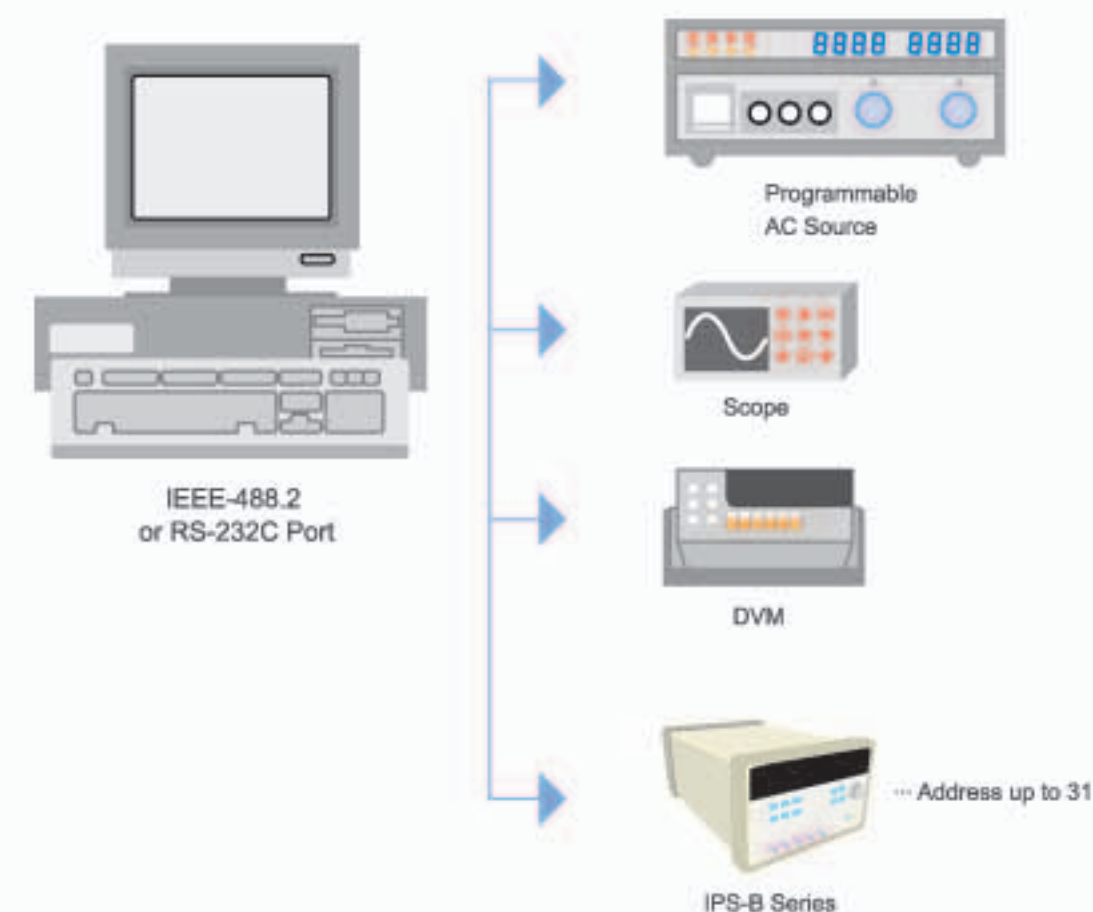 8888 8888
Programmable
AC Source
Scope
IEEE-488.2
or RS-232C Port
DVM
··· Address up to 31
IPS-B Series